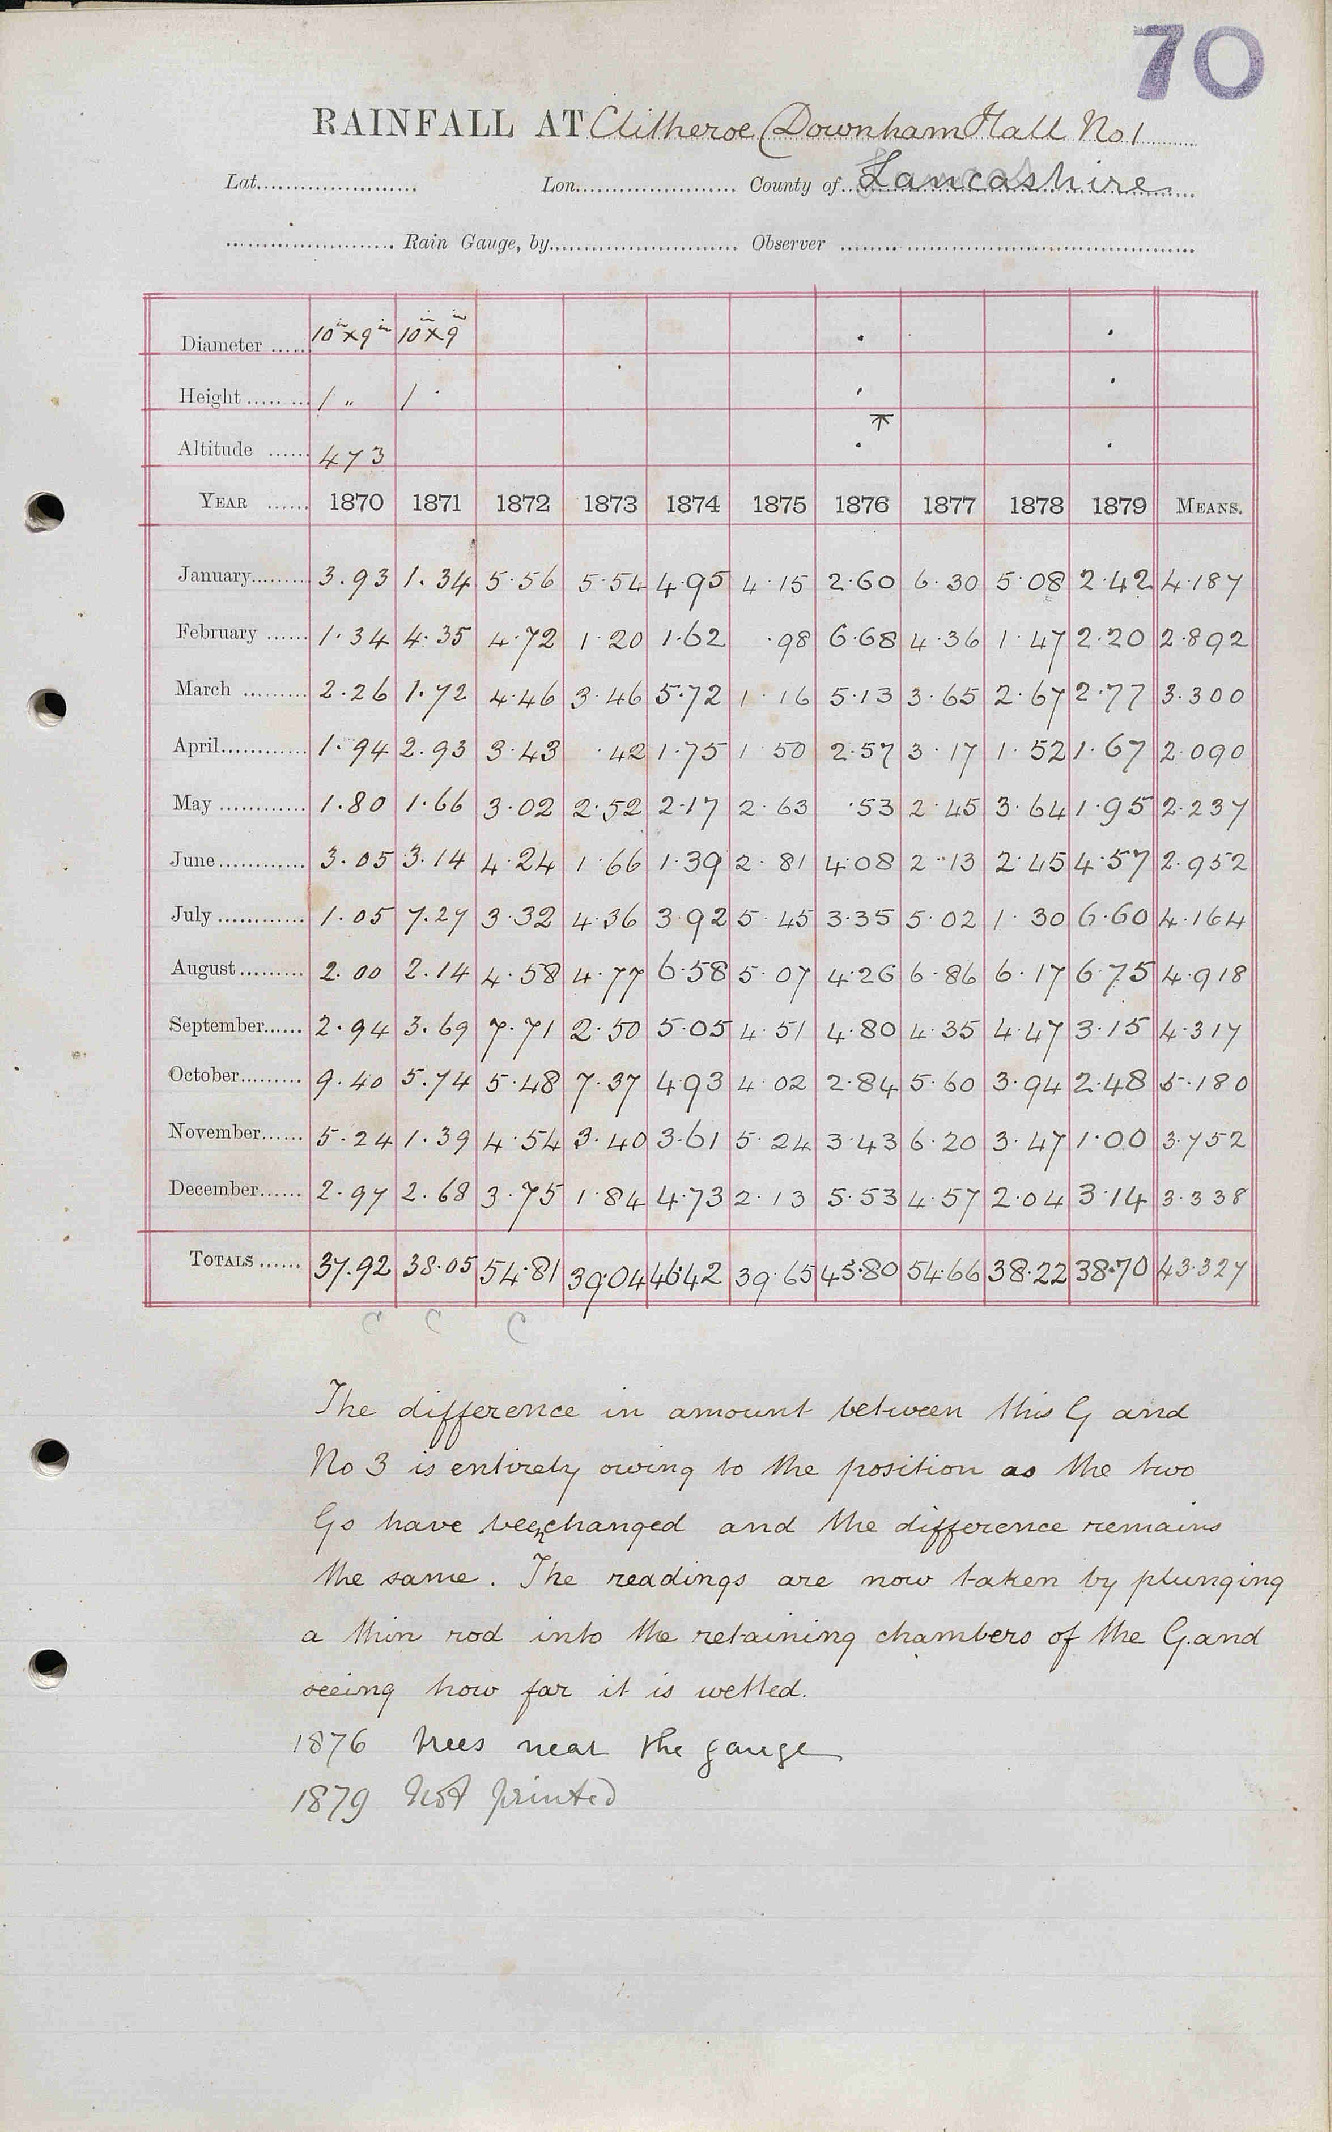 70
RAINFALL AT Clitheroe (Downham Hall No 1
Lat. Lon. County of Lancashire
Rain Gauge, by Observer
Diameter 10in x 9in 10in x 9in
Height 1 " 1 ·
Altitude 473
YEAR 1870 1871 1872 1873 1874 1875 1876 1877 1878 1879 MEANS.
January 3.93 1.34 5.56 5.54 4.95 4.15 2.60 6.30 5.08 2.42 4.187
February 1.34 4.35 4.72 1.20 1.62 .98 6.68 4.36 1.47 2.20 2.892
March 2.26 1.72 4.46 3.46 5.72 1.16 5.13 3.65 2.67 2.77 3.300
April 1.94 2.93 3.43 .42 1.75 1.50 2.57 3.17 1.52 1.67 2.090
May 1.80 1.66 3.02 2.52 2.17 2.63 .53 2.45 3.64 1.95 2.237
June 3.05 3.14 4.24 1.66 1.39 2.81 4.08 2.13 2.45 4.57 2.952
July 1.05 7.27 3.32 4.36 3.92 5.45 3.35 5.02 1.30 6.60 4.164
August 2.00 2.14 4.58 4.77 6.58 5.07 4.26 6.86 6.17 6.75 4.918
September 2.94 3.69 7.71 2.50 5.05 4.51 4.80 4.35 4.47 3.15 4.317
October 9.40 5.74 5.48 7.37 4.93 4.02 2.84 5.60 3.94 2.48 5.180
November 5.24 1.39 4.54 3.40 3.61 5.24 3.43 6.20 3.47 1.00 3.752
December 2.97 2.68 3.75 1.84 4.73 2.13 5.53 4.57 2.04 3.14 3.338
TOTALS 37.92 38.05 54.81 39.04 46.42 39.65 45.80 54.66 38.22 38.70 43.327
C C C
The difference in amount between this G and
No 3 is entirely owing to the position as the two
Gs have been changed and the difference remains
the same. The readings are now taken by plunging
a thin rod into the retaining chambers of the G. and
seeing how far it is wetted.
1876 trees near the gauge
1879 Not printed